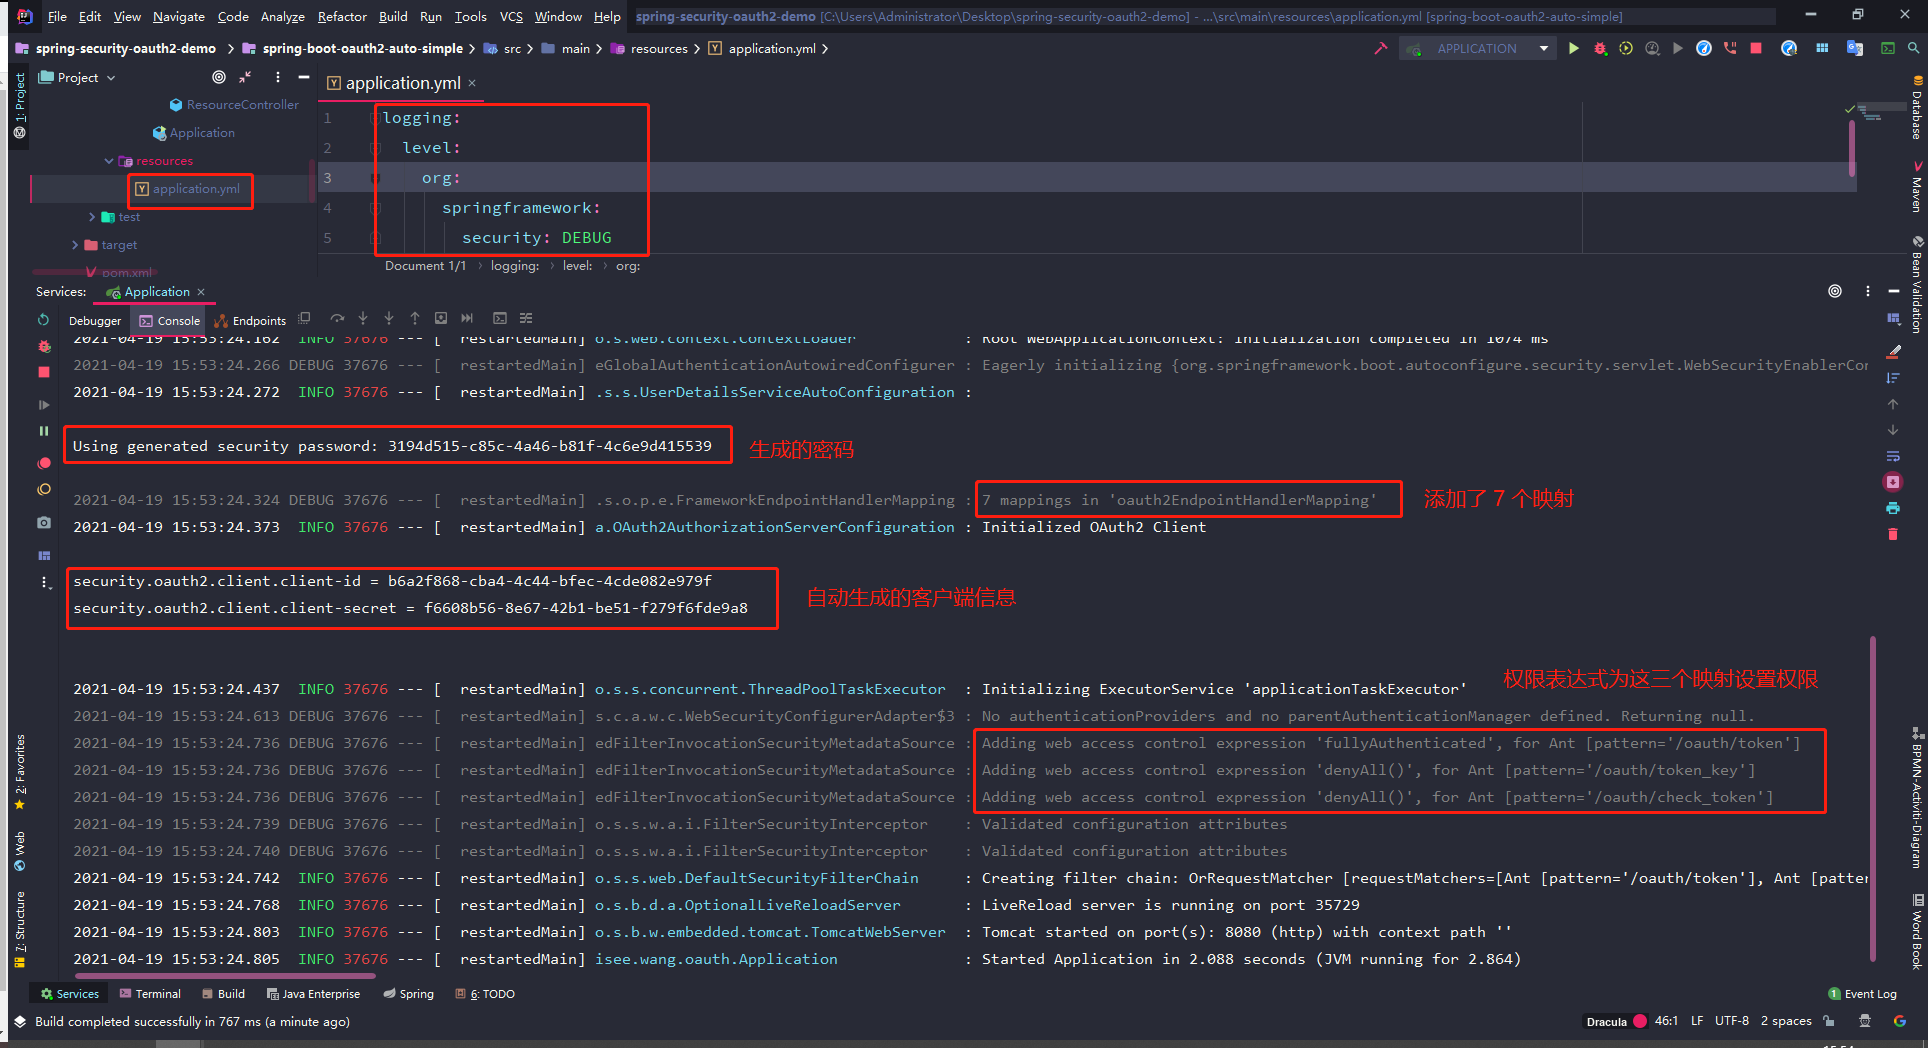 File Edit View Navigate Code Analyze Refactor Build Run Tools VCS Window Help spring-security-oauth2-demo [C:\Users\Administrator\Desktop\spring-security-oauth2-demo] - ...\src\main\resources\application.yml [spring-boot-oauth2-auto-simple]
spring-security-oauth2-demo spring-boot-oauth2-auto-simple src main resources application.yml APPLICATION
Project application.yml
ResourceController
Application
resources
application.yml
test
target
pom.xml
1 logging:
2 level:
3 org:
4 springframework:
5 security: DEBUG
Document 1/1 logging: level: org:
Services: Application
Debugger Console Endpoints
2021-04-19 15:53:24.162 INFO 37676 --- [ restartedMain] o.s.web.context.ContextLoader : Root WebApplicationContext: initialization completed in 1074 ms
2021-04-19 15:53:24.266 DEBUG 37676 --- [ restartedMain] eGlobalAuthenticationAutowiredConfigurer : Eagerly initializing {org.springframework.boot.autoconfigure.security.servlet.WebSecurityEnablerCor
2021-04-19 15:53:24.272 INFO 37676 --- [ restartedMain] .s.s.UserDetailsServiceAutoConfiguration :
Using generated security password: 3194d515-c85c-4a46-b81f-4c6e9d415539 生成的密码
2021-04-19 15:53:24.324 DEBUG 37676 --- [ restartedMain] .s.o.p.e.FrameworkEndpointHandlerMapping : 7 mappings in 'oauth2EndpointHandlerMapping' 添加了 7 个映射
2021-04-19 15:53:24.373 INFO 37676 --- [ restartedMain] a.OAuth2AuthorizationServerConfiguration : Initialized OAuth2 Client
security.oauth2.client.client-id = b6a2f868-cba4-4c44-bfec-4cde082e979f
security.oauth2.client.client-secret = f6608b56-8e67-42b1-be51-f279f6fde9a8
自动生成的客户端信息
权限表达式为这三个映射设置权限
2021-04-19 15:53:24.437 INFO 37676 --- [ restartedMain] o.s.s.concurrent.ThreadPoolTaskExecutor : Initializing ExecutorService 'applicationTaskExecutor'
2021-04-19 15:53:24.613 DEBUG 37676 --- [ restartedMain] s.c.a.w.c.WebSecurityConfigurerAdapter$3 : No authenticationProviders and no parentAuthenticationManager defined. Returning null.
2021-04-19 15:53:24.736 DEBUG 37676 --- [ restartedMain] edFilterInvocationSecurityMetadataSource : Adding web access control expression 'fullyAuthenticated', for Ant [pattern='/oauth/token']
2021-04-19 15:53:24.736 DEBUG 37676 --- [ restartedMain] edFilterInvocationSecurityMetadataSource : Adding web access control expression 'denyAll()', for Ant [pattern='/oauth/token_key']
2021-04-19 15:53:24.736 DEBUG 37676 --- [ restartedMain] edFilterInvocationSecurityMetadataSource : Adding web access control expression 'denyAll()', for Ant [pattern='/oauth/check_token']
2021-04-19 15:53:24.739 DEBUG 37676 --- [ restartedMain] o.s.s.w.a.i.FilterSecurityInterceptor : Validated configuration attributes
2021-04-19 15:53:24.740 DEBUG 37676 --- [ restartedMain] o.s.s.w.a.i.FilterSecurityInterceptor : Validated configuration attributes
2021-04-19 15:53:24.742 INFO 37676 --- [ restartedMain] o.s.s.web.DefaultSecurityFilterChain : Creating filter chain: OrRequestMatcher [requestMatchers=[Ant [pattern='/oauth/token'], Ant [patter
2021-04-19 15:53:24.768 INFO 37676 --- [ restartedMain] o.s.b.d.a.OptionalLiveReloadServer : LiveReload server is running on port 35729
2021-04-19 15:53:24.803 INFO 37676 --- [ restartedMain] o.s.b.w.embedded.tomcat.TomcatWebServer : Tomcat started on port(s): 8080 (http) with context path ''
2021-04-19 15:53:24.805 INFO 37676 --- [ restartedMain] isee.wang.oauth.Application : Started Application in 2.088 seconds (JVM running for 2.864)
Services Terminal Build Java Enterprise Spring 6: TODO Event Log
Build completed successfully in 767 ms (a minute ago) Dracula 46:1 LF UTF-8 2 spaces
1: Project
2: Favorites
Web
7: Structure
Database
Maven
Bean Validation
BPMN-Activiti-Diagram
Word Book